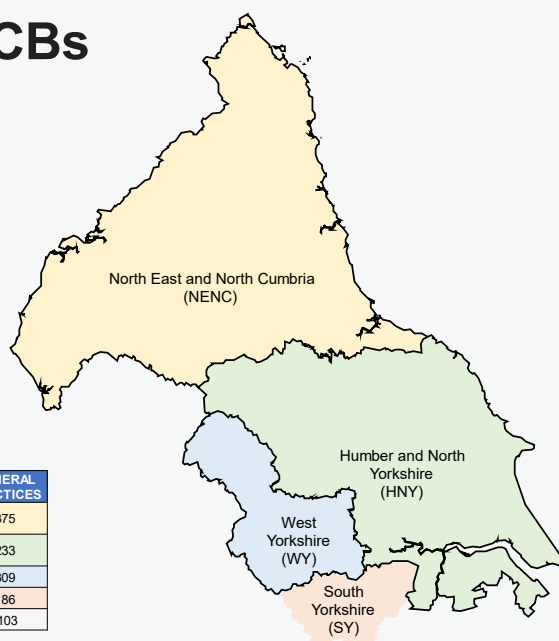 CBs
North East and North Cumbria
(NENC)
Humber and North
Yorkshire
(HNY)
West
Yorkshire
(WY)
South
Yorkshire
(SY)
NERAL
CTICES
375
233
309
186
103